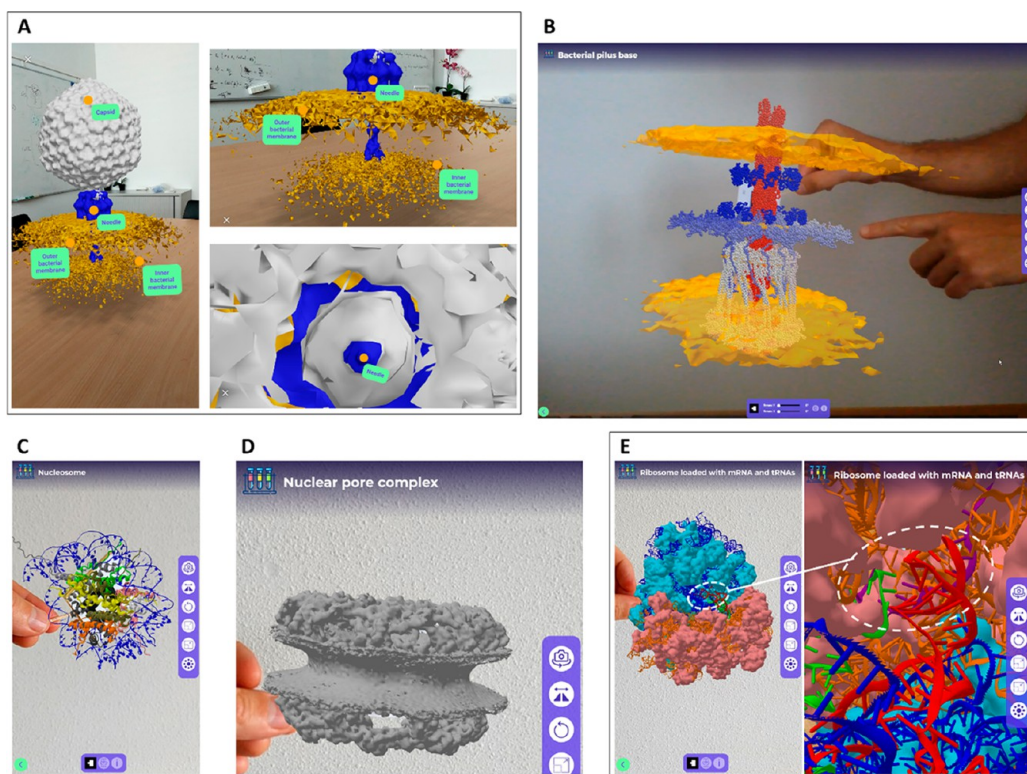 A
Capsid
Needle
Outer
bacterial
membrane
Inner
bacterial
membrane
Needle
Outer
bacterial
membrane
Inner
bacterial
membrane
Needle
B
Bacterial pilus base
C
Nucleosome
D
Nuclear pore complex
E
Ribosome loaded with mRNA and tRNAs
Ribosome loaded with mRNA and tRNAs